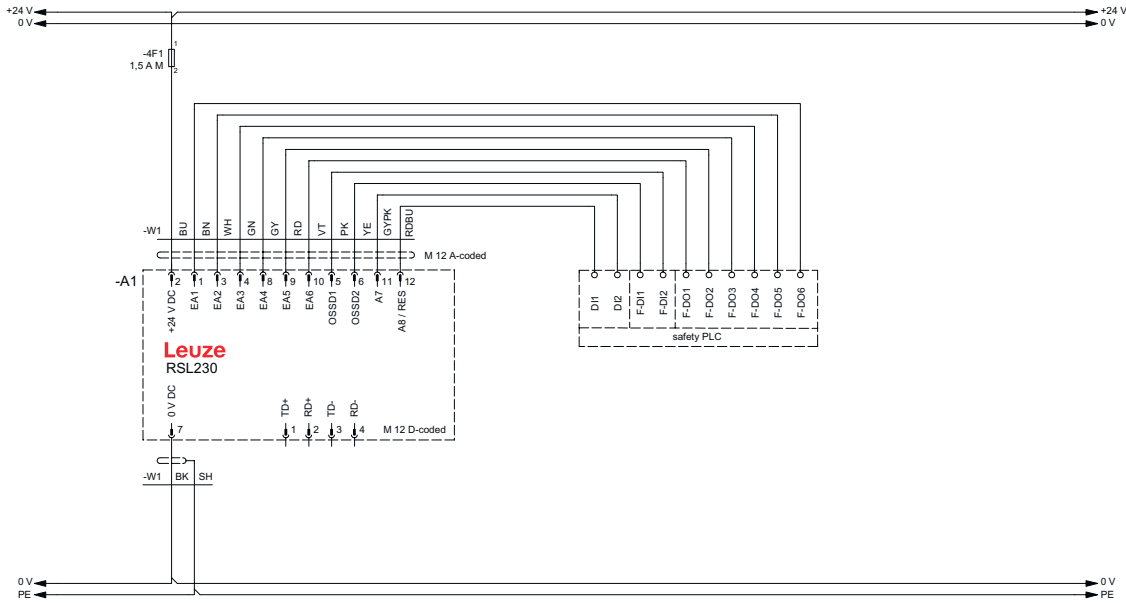 +24 V +24 V
0 V 0 V
1
-4F1
1,5 A M
2
-W1 BU BN WH GN GY RD VT PK YE GYPK RDBU
M 12 A-coded
-A1
2 1 3 4 8 9 10 5 6 11 12
+24 V DC EA1 EA2 EA3 EA4 EA5 EA6 OSSD1 OSSD2 A7 A8 / RES
DI1 DI2 F-DI1 F-DI2 F-DO1 F-DO2 F-DO3 F-DO4 F-DO5 F-DO6
safety PLC
Leuze
RSL230
0 V DC TD+ RD+ TD- RD-
7 1 2 3 4 M 12 D-coded
-W1 BK SH
0 V 0 V
PE PE